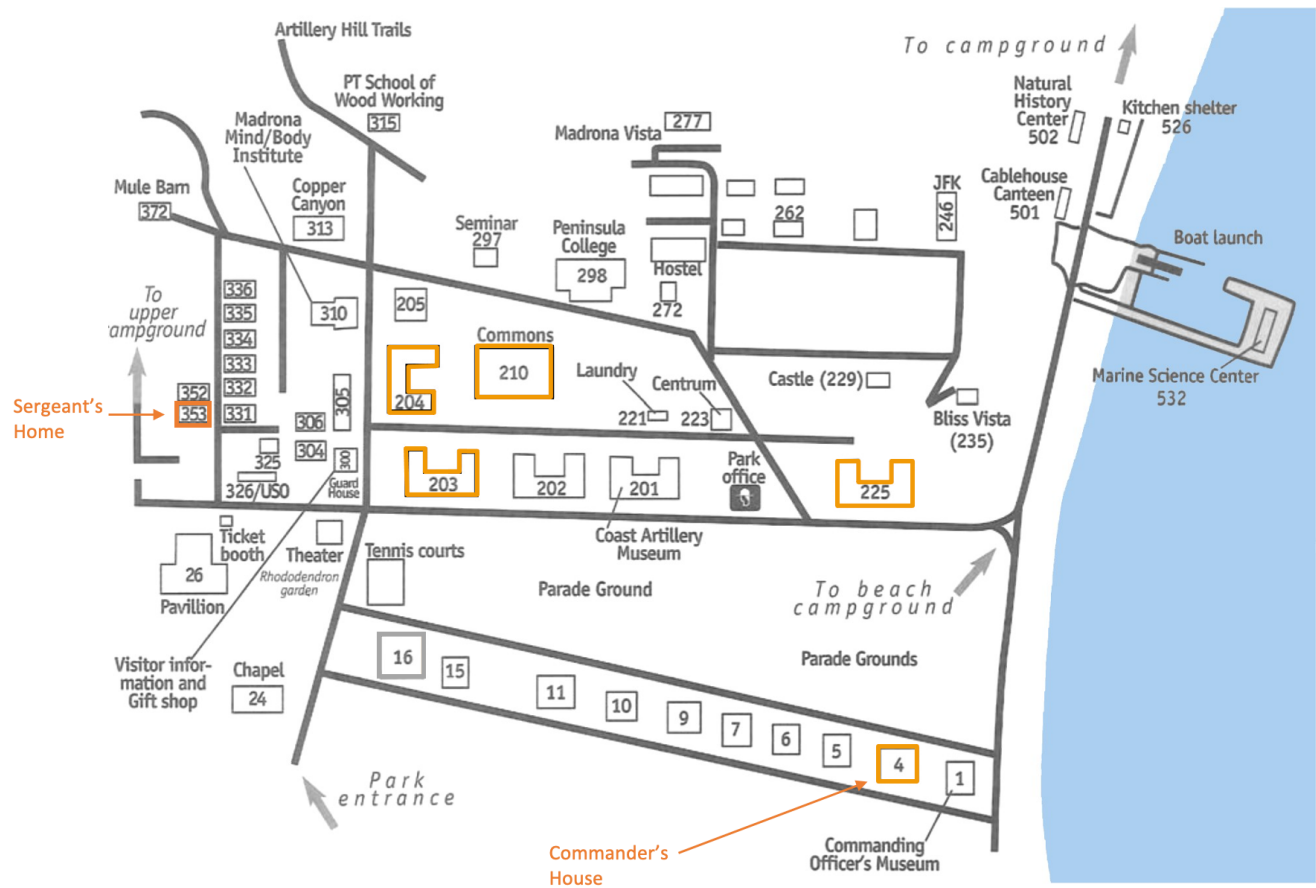 Artillery Hill Trails
To campground
PT School of
Wood Working
315
Natural
History
Center
502
Kitchen shelter
526
Madrona
Mind/Body
Institute
Madrona Vista
277
Mule Barn
372
Copper
Canyon
313
Seminar
297
Peninsula
College
298
262
JFK
246
Cablehouse
Canteen
501
Boat launch
Hostel
272
To
upper
ampground
336
335
334
333
332
331
310
205
Commons
210
204
Laundry
221
Centrum
223
Castle (229)
Bliss Vista
(235)
Marine Science Center
532
Sergeant's
Home
352
353
305
306
304
300
Guard
House
325
326/USO
203
202
201
Park
office
225
Coast Artillery
Museum
Ticket
booth
Theater
Rhododendron
garden
Tennis courts
26
Pavillion
Parade Ground
To beach
campground
Visitor infor-
mation and
Gift shop
Chapel
24
Parade Grounds
16
15
11
10
9
7
6
5
4
1
Park
entrance
Commander's
House
Commanding
Officer's Museum